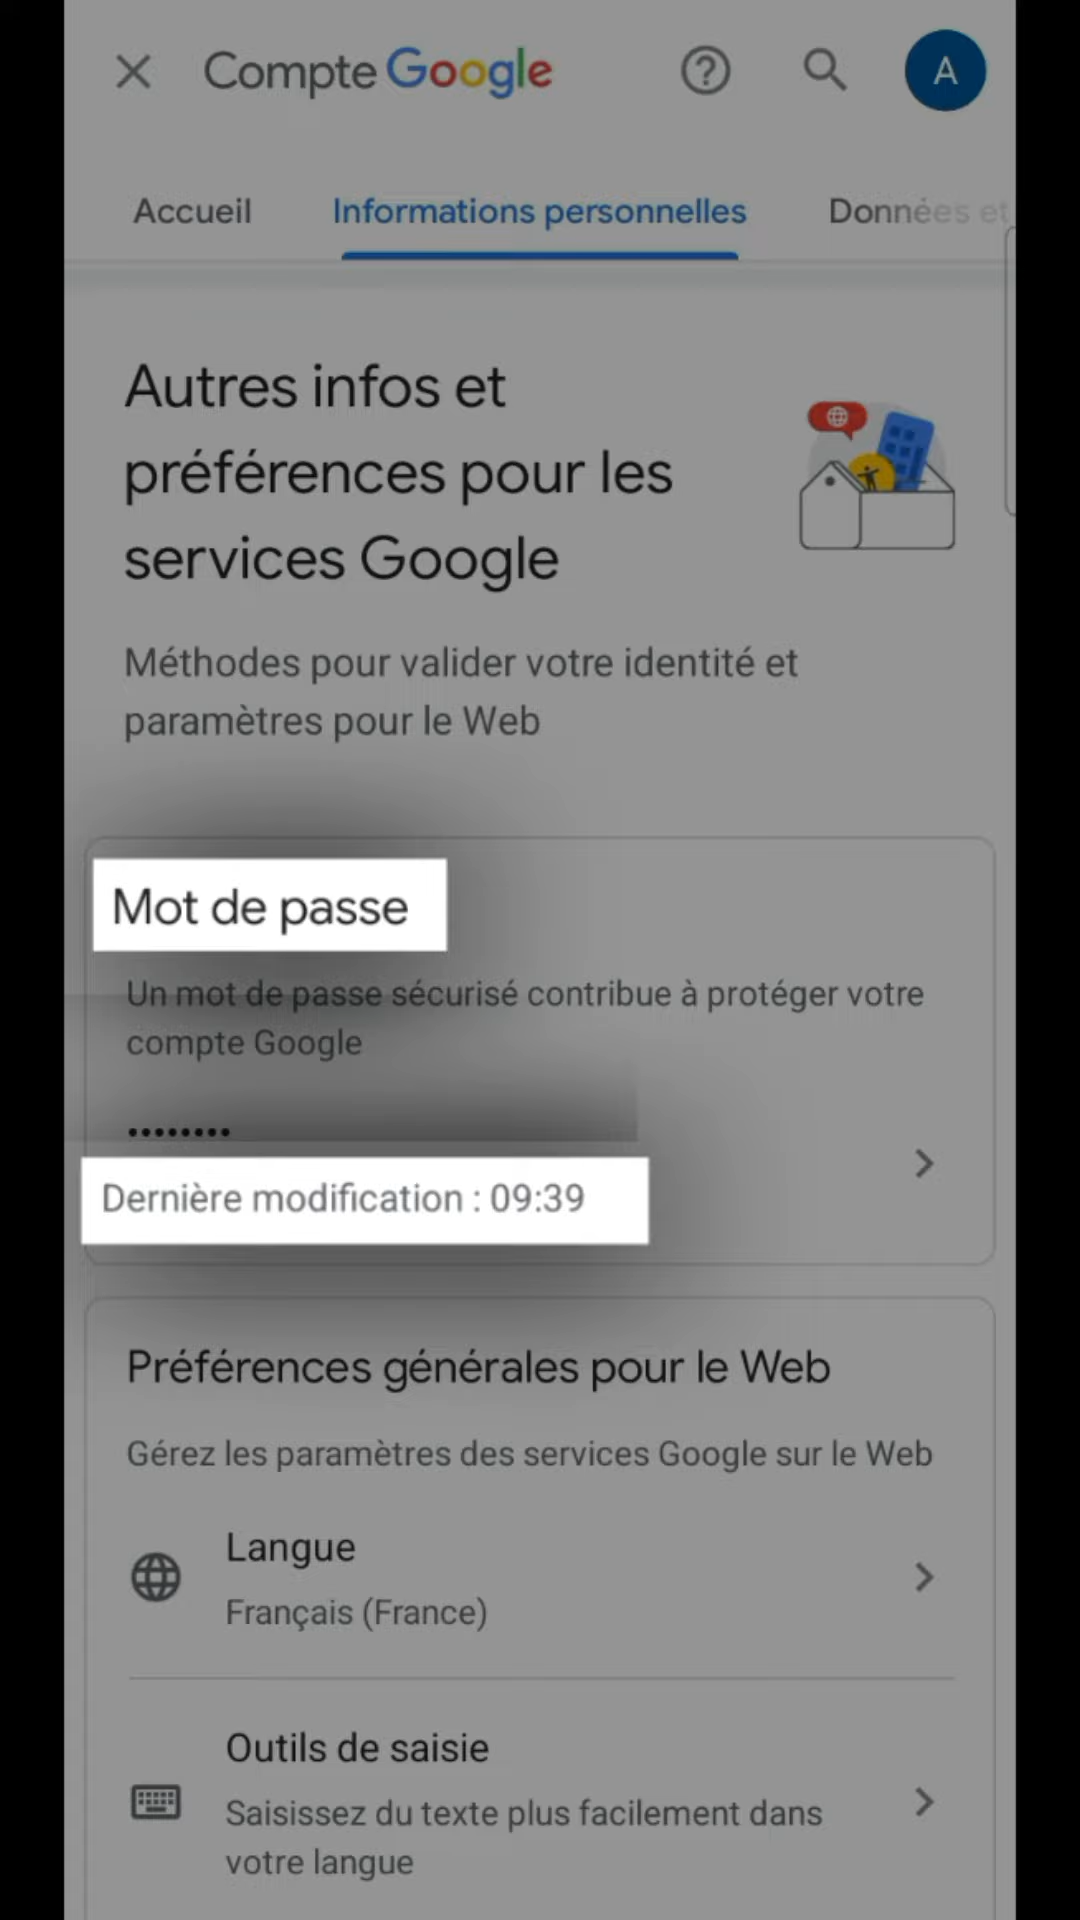 Compte Google
A
Accueil
Informations personnelles
Données et
Autres infos et
préférences pour les
services Google
Méthodes pour valider votre identité et
paramètres pour le Web
Mot de passe
Un mot de passe sécurisé contribue à protéger votre
compte Google
••••••••
Dernière modification : 09:39
Préférences générales pour le Web
Gérez les paramètres des services Google sur le Web
Langue
Français (France)
Outils de saisie
Saisissez du texte plus facilement dans
votre langue